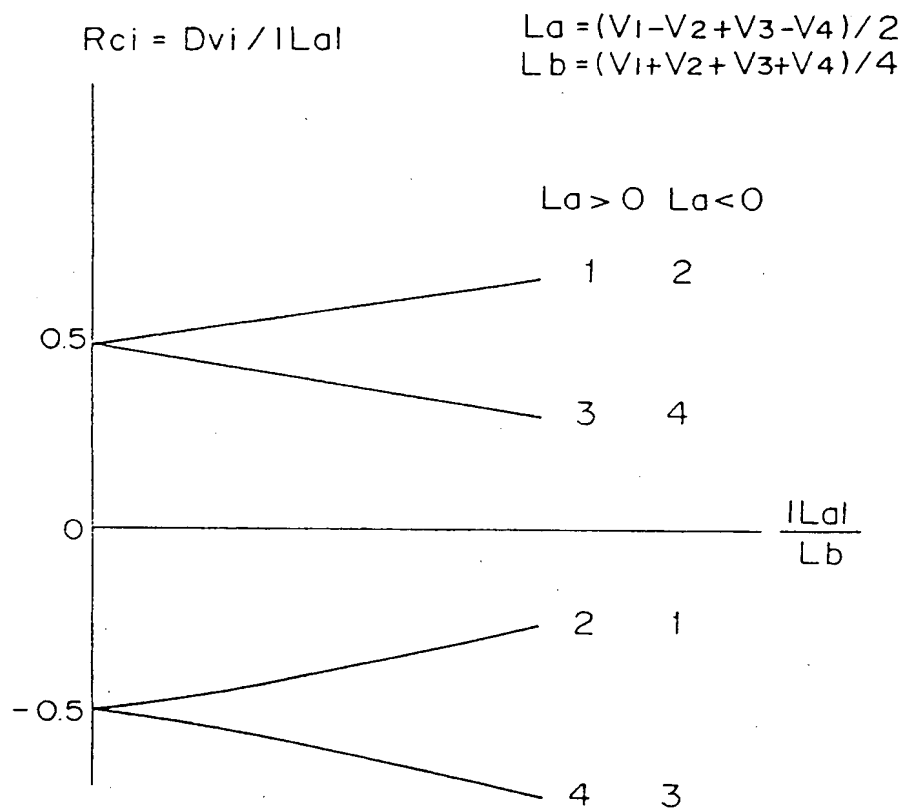 Rci = Dvi / |La|
La = (V1-V2+V3-V4) / 2
Lb = (V1+V2+V3+V4) / 4
La > 0 La < 0
1 2
0.5
3 4
0
|La|
Lb
2 1
-0.5
4 3